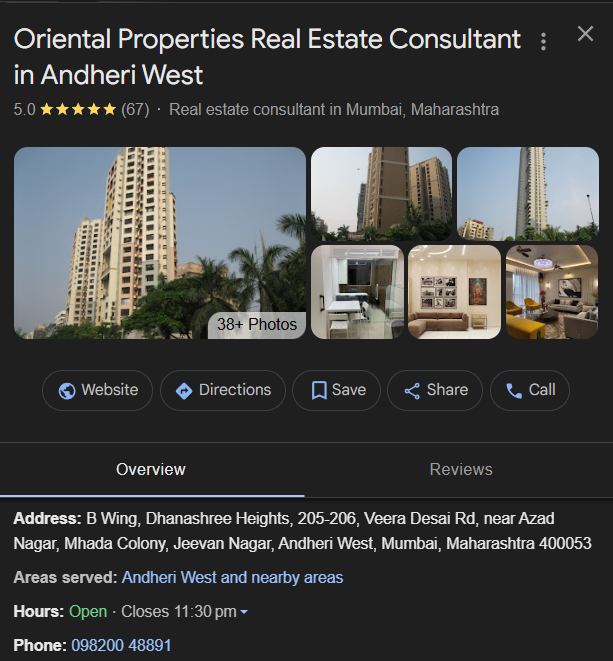 Oriental Properties Real Estate Consultant
in Andheri West
5.0 ★★★★★ (67) · Real estate consultant in Mumbai, Maharashtra
38+ Photos
Website Directions Save Share Call
Overview Reviews
Address: B Wing, Dhanashree Heights, 205-206, Veera Desai Rd, near Azad
Nagar, Mhada Colony, Jeevan Nagar, Andheri West, Mumbai, Maharashtra 400053
Areas served: Andheri West and nearby areas
Hours: Open · Closes 11:30 pm
Phone: 098200 48891